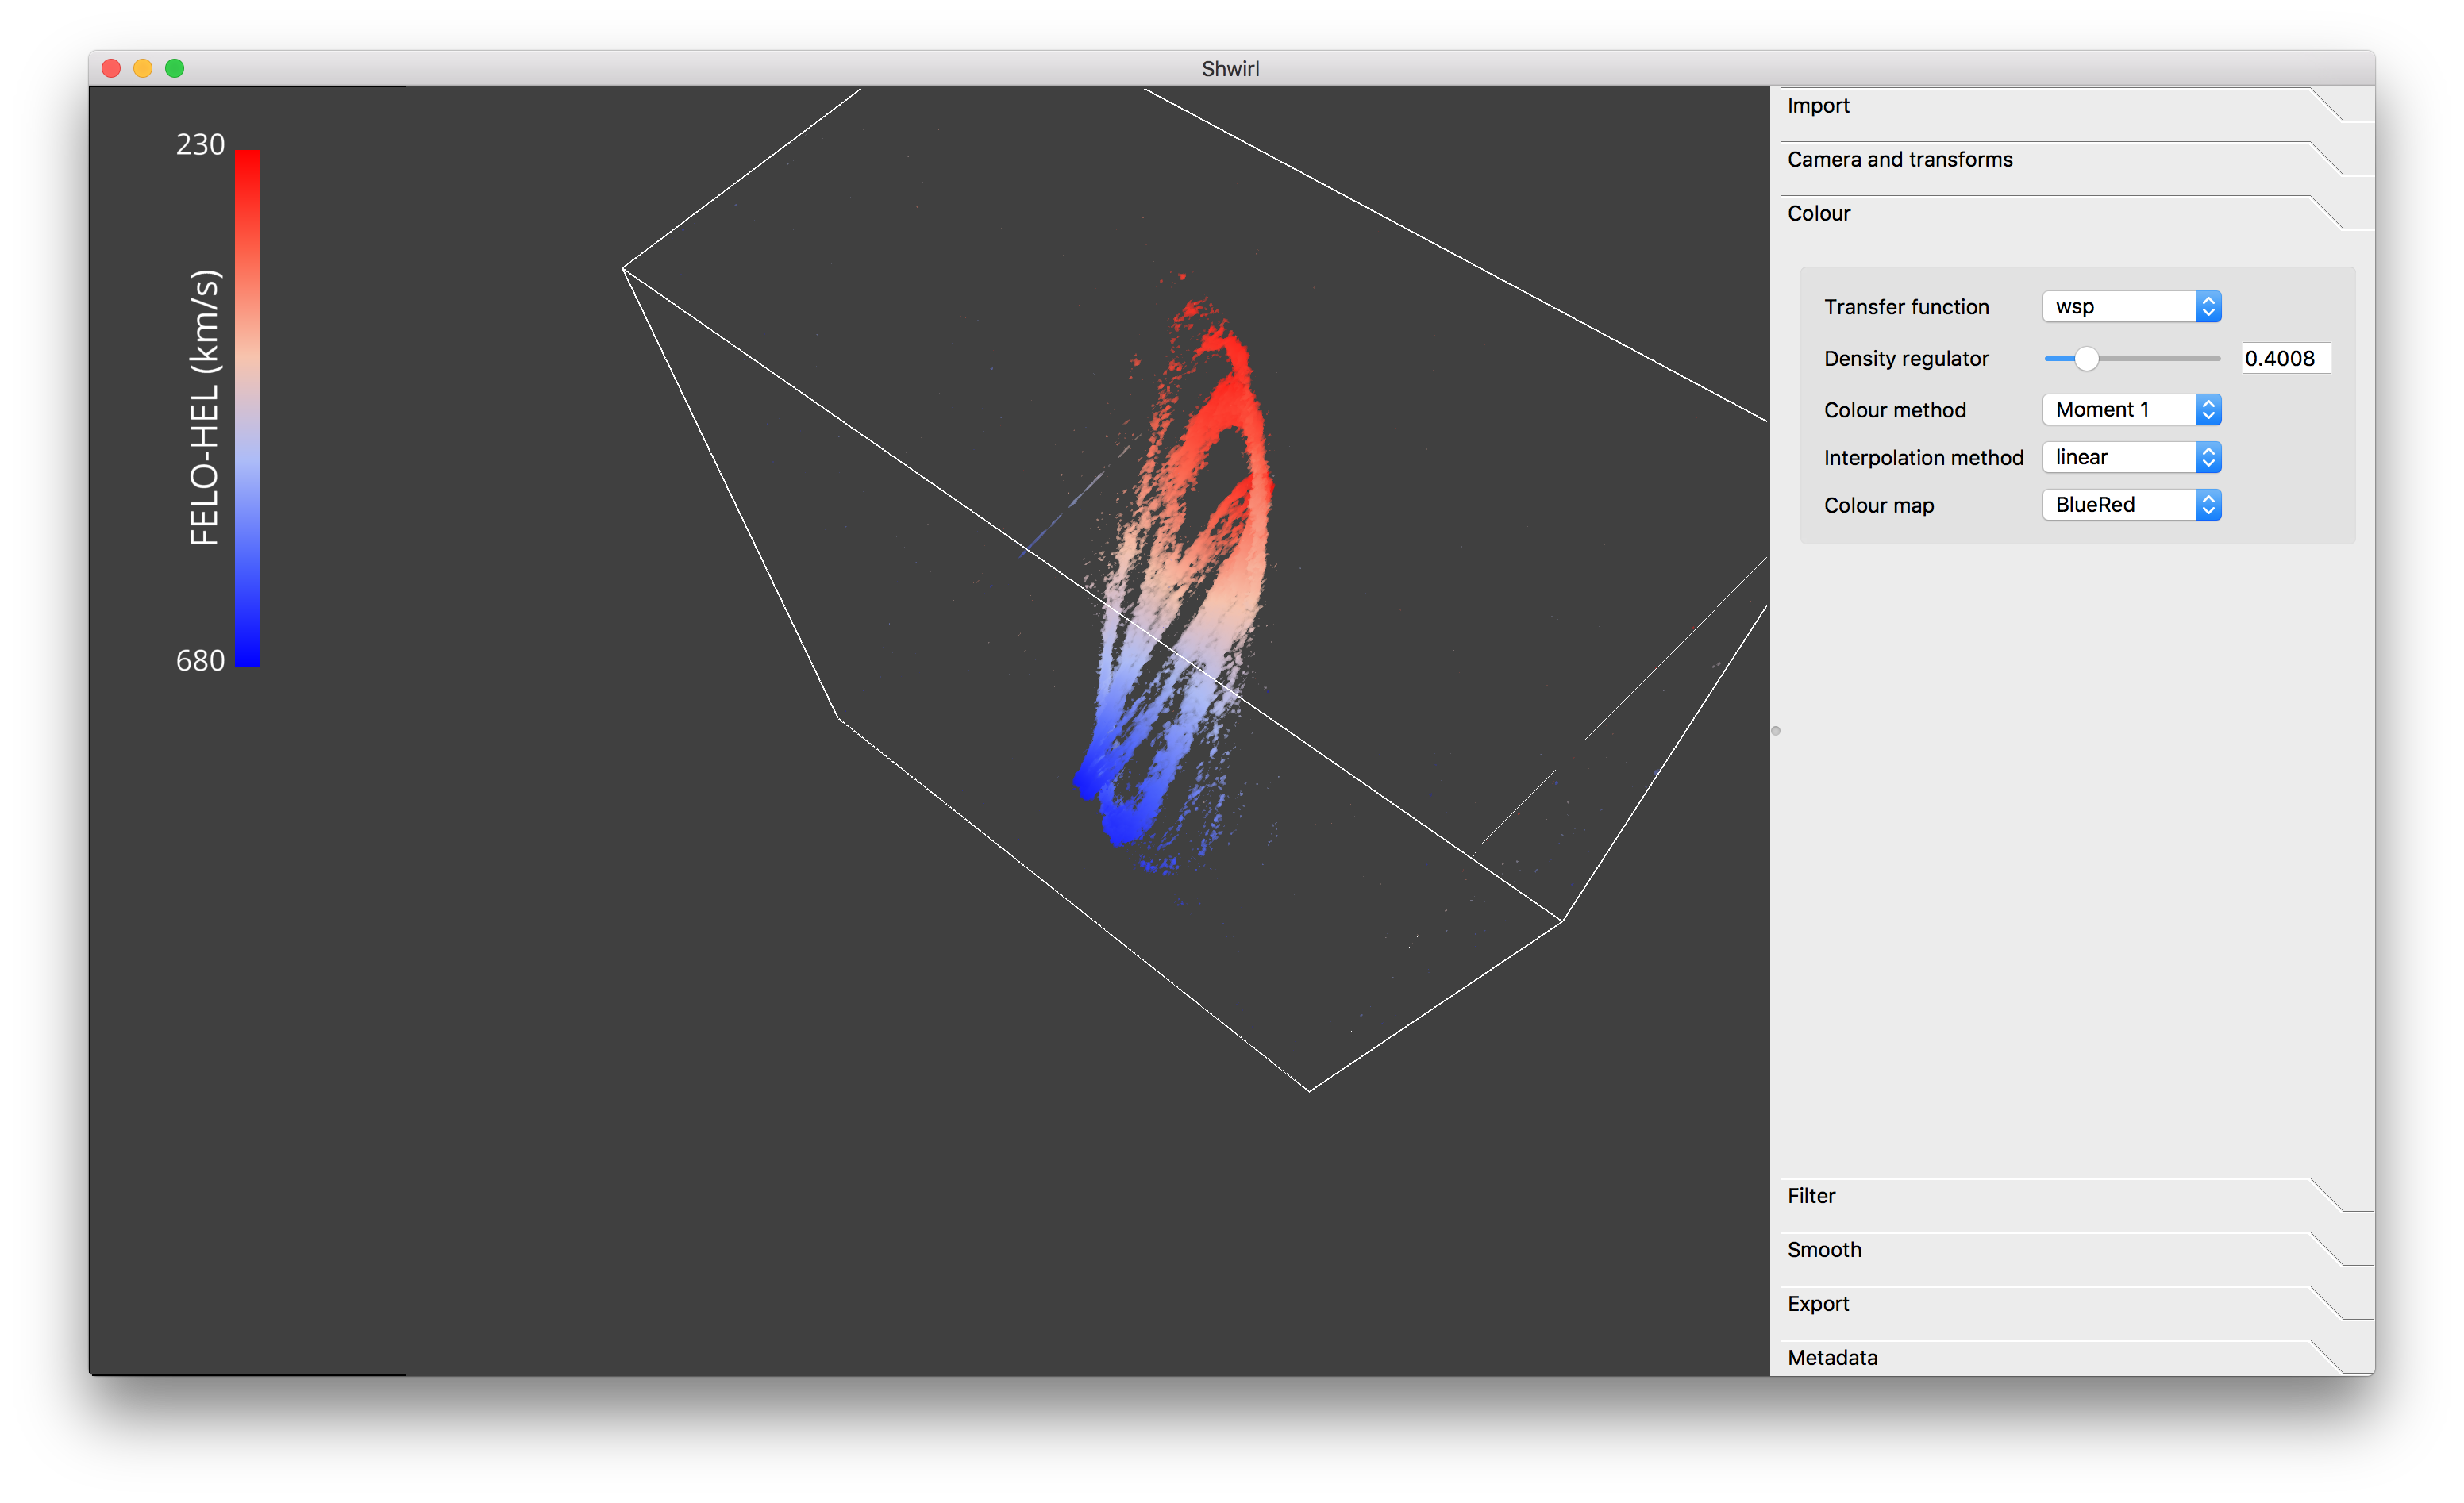 Shwirl
230
FELO-HEL (km/s)
680
Import
Camera and transforms
Colour
Transfer function wsp
Density regulator 0.4008
Colour method Moment 1
Interpolation method linear
Colour map BlueRed
Filter
Smooth
Export
Metadata